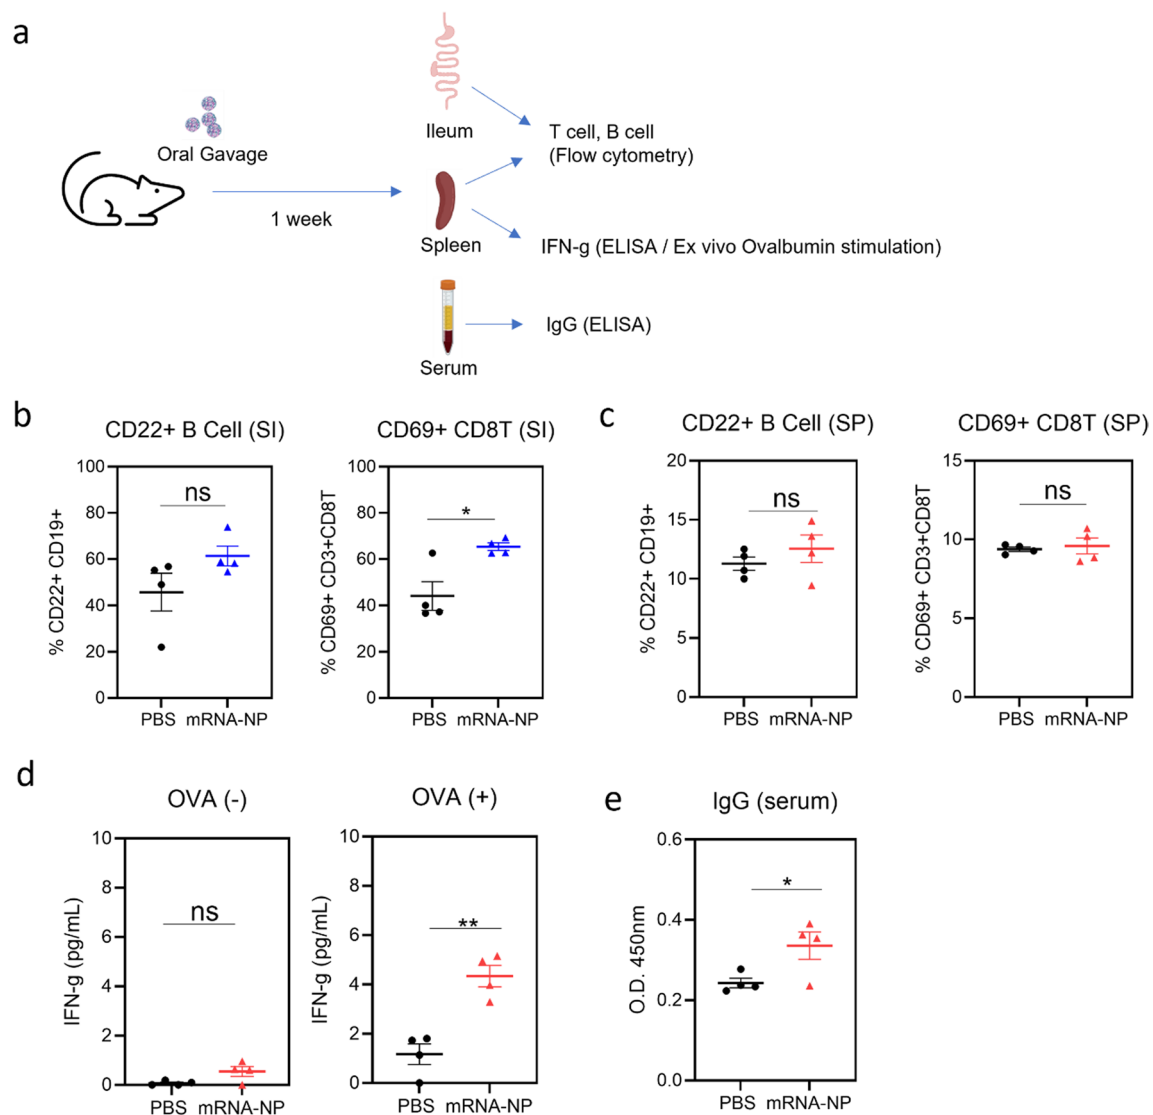 a
Oral Gavage
1 week
Ileum
Spleen
Serum
T cell, B cell
(Flow cytometry)
IFN-g (ELISA / Ex vivo Ovalbumin stimulation)
IgG (ELISA)
b
CD22+ B Cell (SI)
% CD22+ CD19+
100
80
60
40
20
0
ns
PBS mRNA-NP
CD69+ CD8T (SI)
% CD69+ CD3+CD8T
100
80
60
40
20
0
*
PBS mRNA-NP
c
CD22+ B Cell (SP)
% CD22+ CD19+
20
15
10
5
0
ns
PBS mRNA-NP
CD69+ CD8T (SP)
% CD69+ CD3+CD8T
15
10
5
0
ns
PBS mRNA-NP
d
OVA (-)
IFN-g (pg/mL)
10
8
6
4
2
0
ns
PBS mRNA-NP
OVA (+)
IFN-g (pg/mL)
10
8
6
4
2
0
**
PBS mRNA-NP
e
IgG (serum)
O.D. 450nm
0.6
0.4
0.2
0.0
*
PBS mRNA-NP